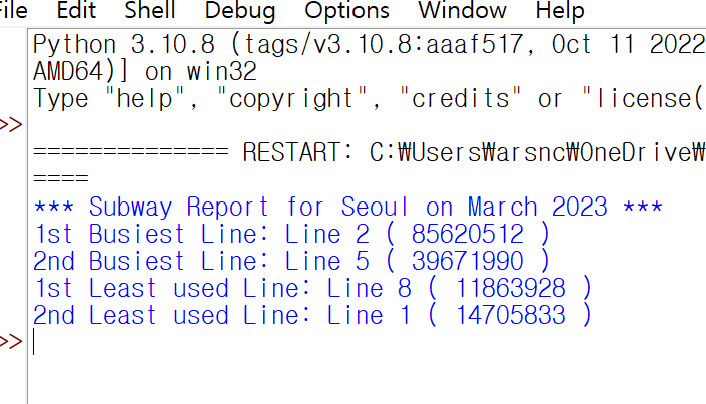 File Edit Shell Debug Options Window Help
Python 3.10.8 (tags/v3.10.8:aaaf517, Oct 11 2022
AMD64)] on win32
Type "help", "copyright", "credits" or "license(
>>
============== RESTART: C:₩Users₩arsnc₩OneDrive₩
====
*** Subway Report for Seoul on March 2023 ***
1st Busiest Line: Line 2 ( 85620512 )
2nd Busiest Line: Line 5 ( 39671990 )
1st Least used Line: Line 8 ( 11863928 )
2nd Least used Line: Line 1 ( 14705833 )
>>